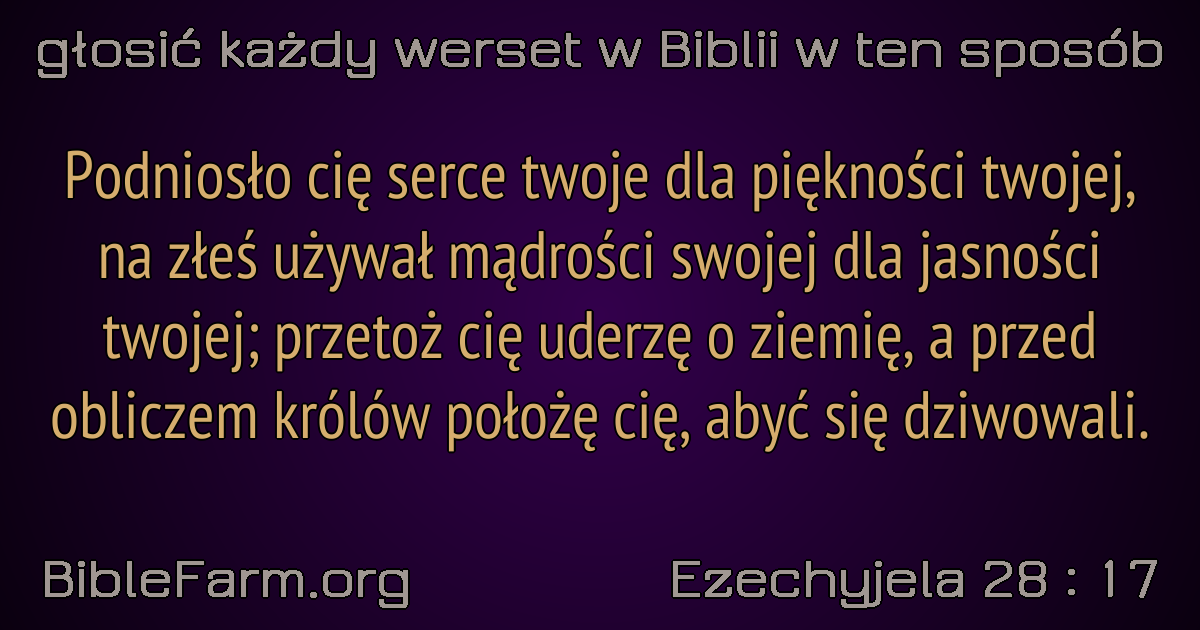 głosić każdy werset w Biblii w ten sposób
Podniosło cię serce twoje dla piękności twojej,
na złeś używał mądrości swojej dla jasności
twojej; przetoż cię uderzę o ziemię, a przed
obliczem królów położę cię, abyć się dziwowali.
BibleFarm.org
Ezechyjela 28 : 17